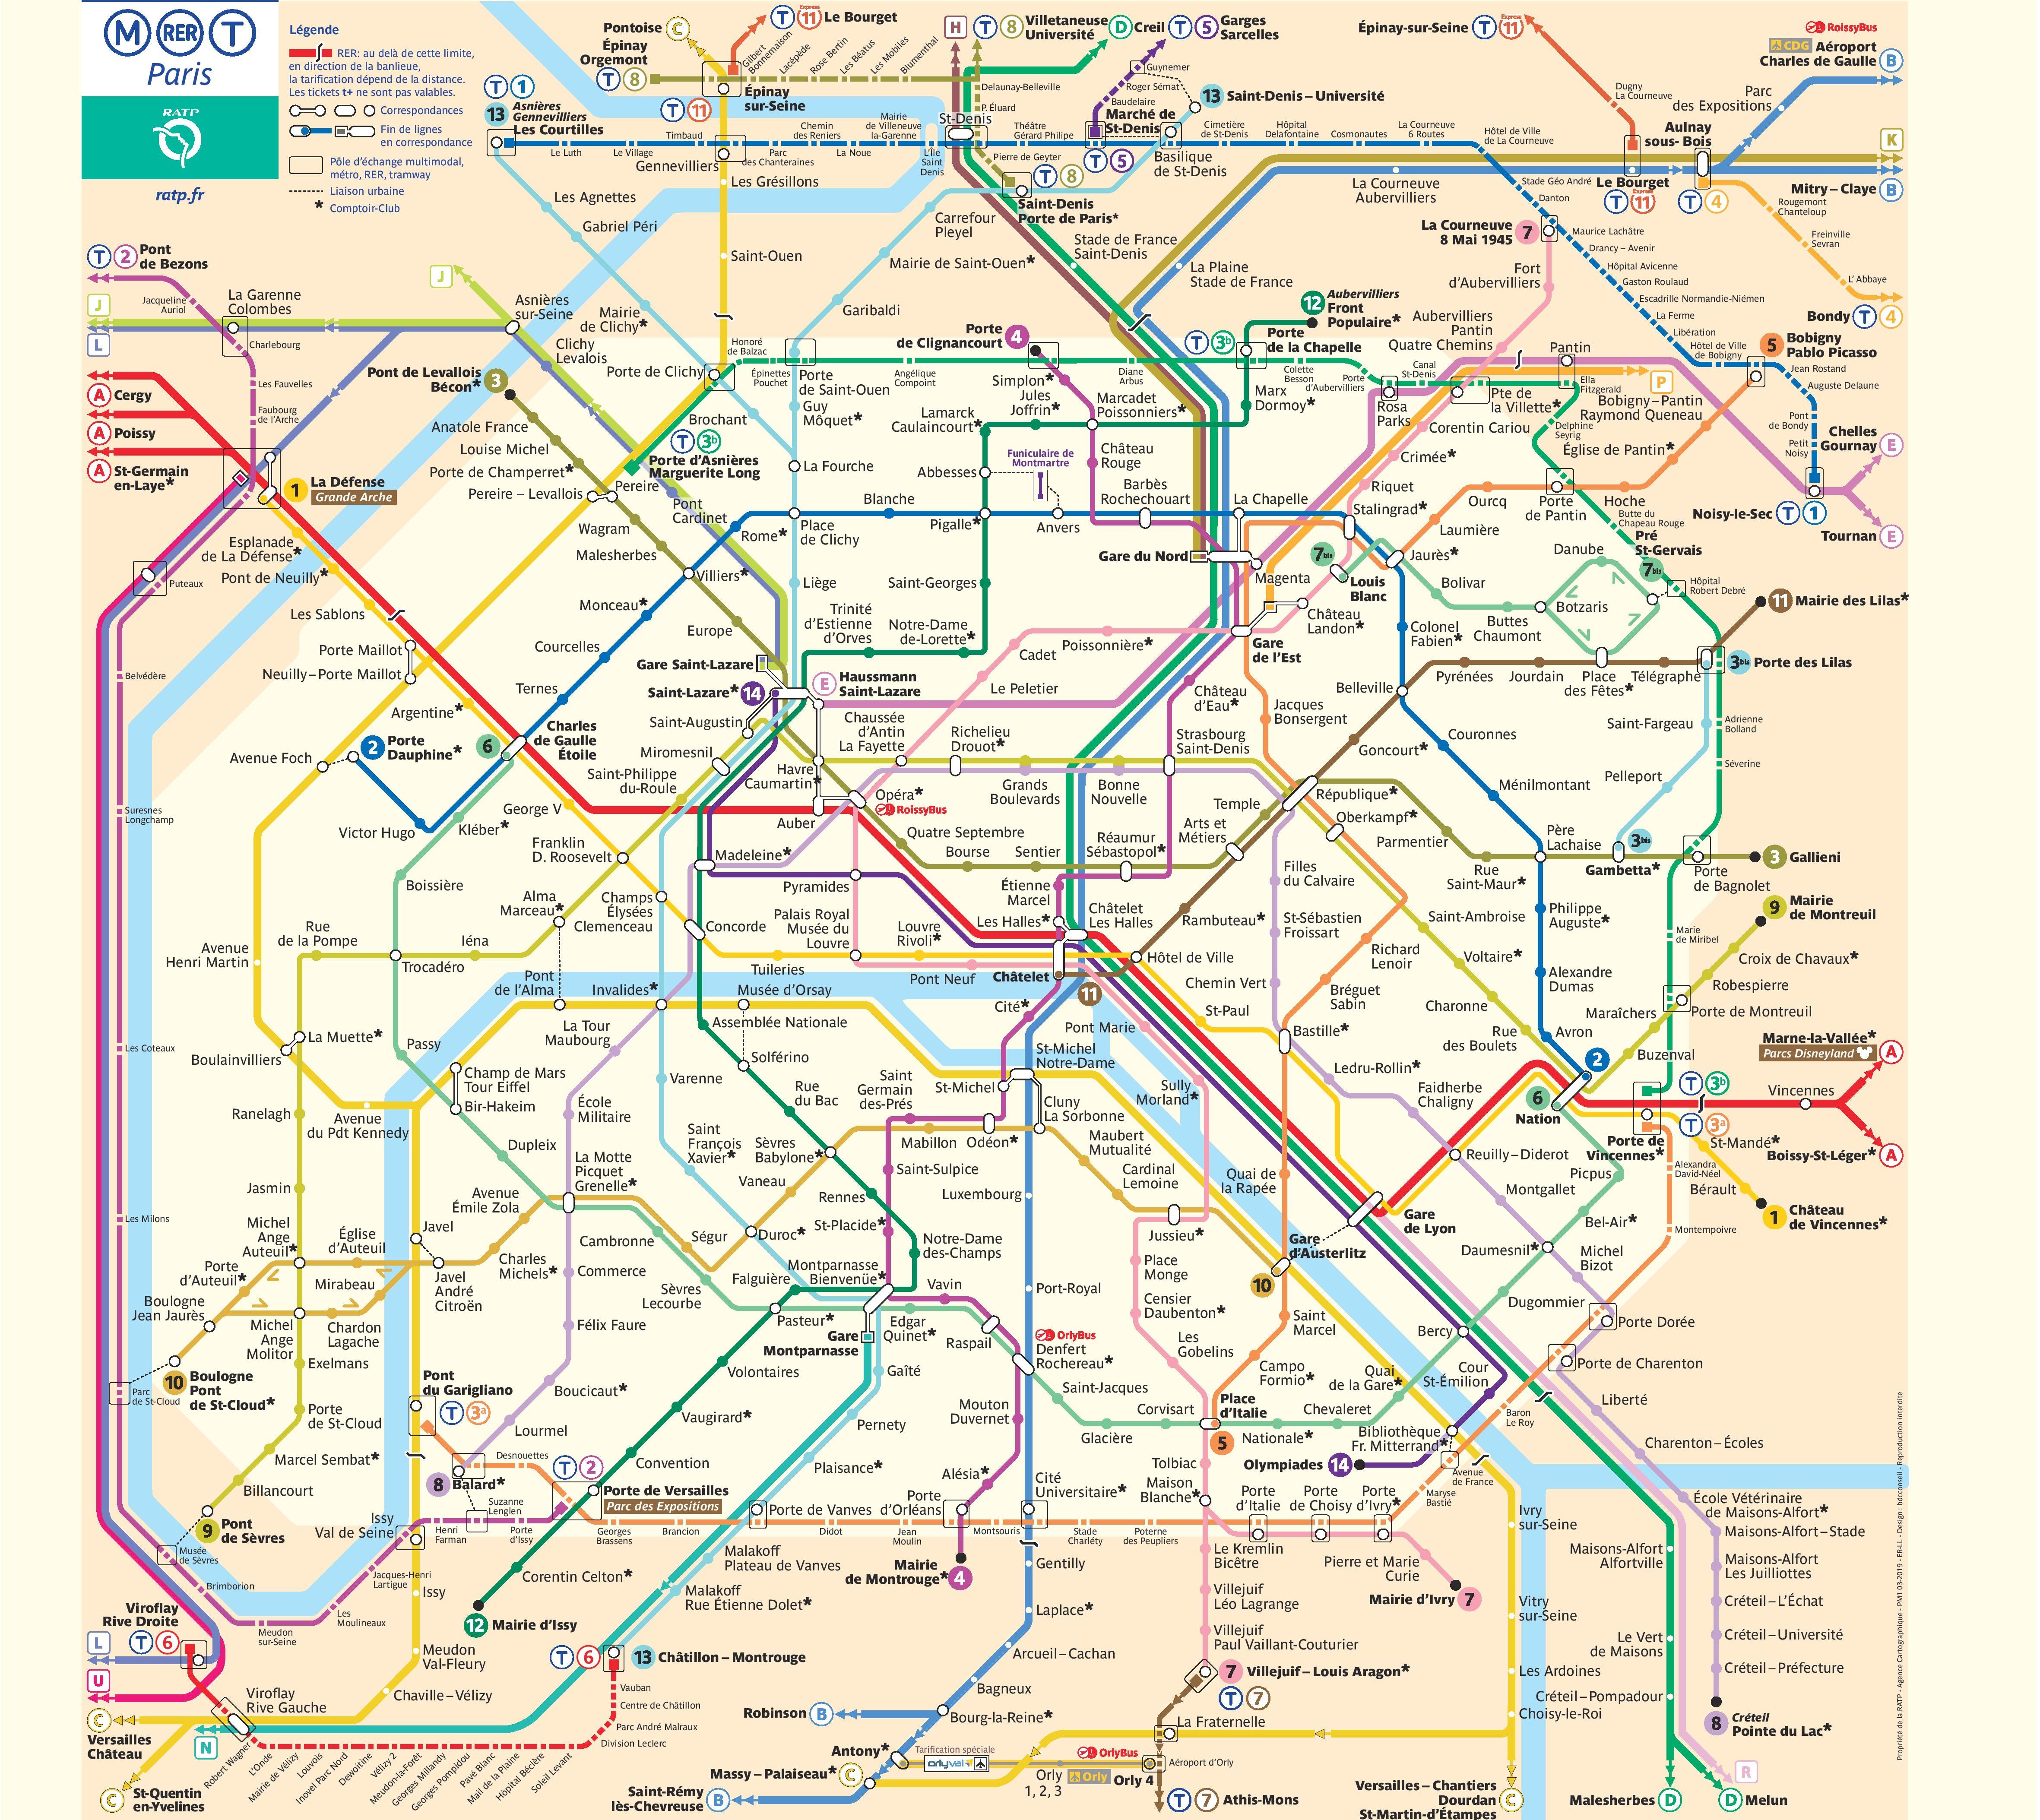 M RER T
Paris
RATP
ratp.fr
Légende
RER: au delà de cette limite,
en direction de la banlieue,
la tarification dépend de la distance.
Les tickets t+ ne sont pas valables.
Correspondances
Fin de lignes
en correspondance
Pôle d'échange multimodal,
métro, RER, tramway
Liaison urbaine
* Comptoir-Club
Pontoise C
T 11 Express Le Bourget
Épinay
Orgemont
T 8
Gilbert
Bonnemaison
Lacépède
Rose Bertin
Les Béatus
Les Mobiles
Blumenthal
Épinay
sur-Seine
T 11
H
T 8 Villetaneuse
Université
D Creil
T 5 Garges
Sarcelles
Épinay-sur-Seine T 11 Express
RoissyBus
CDG Aéroport
Charles de Gaulle B
Parc
des Expositions
Guynemer
Roger Sémat
Baudelaire
Marché de
St-Denis
T 5
13 Saint-Denis – Université
Delaunay-Belleville
P. Éluard
St-Denis
Dugny
La Courneuve
Aulnay
sous- Bois
K
Mitry – Claye B
T 1
13 Asnières
Gennevilliers
Les Courtilles
Le Luth
Le Village
Timbaud
Gennevilliers
Parc
des Chanteraines
Chemin
des Reniers
La Noue
Mairie
de Villeneuve
la-Garenne
L'Île
Saint
Denis
Théâtre
Gérard Philipe
Pierre de Geyter
T 8
Basilique
de St-Denis
Cimetière
de St-Denis
Hôpital
Delafontaine
Cosmonautes
La Courneuve
6 Routes
Hôtel de Ville
de La Courneuve
Stade Géo André
Danton
Le Bourget
T 11 Express
T 4
Rougemont
Chanteloup
Freinville
Sevran
L' Abbaye
Bondy T 4
Les Grésillons
Les Agnettes
Gabriel Péri
Saint-Ouen
Saint-Denis
Porte de Paris*
Carrefour
Pleyel
Mairie de Saint-Ouen*
Garibaldi
Stade de France
Saint-Denis
La Plaine
Stade de France
La Courneuve
Aubervilliers
La Courneuve
8 Mai 1945 7
Maurice Lachâtre
Drancy – Avenir
Hôpital Avicenne
Gaston Roulaud
Escadrille Normandie-Niémen
La Ferme
Libération
Hôtel de Ville
de Bobigny
5 Bobigny
Pablo Picasso
Jean Rostand
Auguste Delaune
Pont
de Bondy
Petit
Noisy
Noisy-le-Sec T 1
Chelles
Gournay E
Tournan E
Fort
d'Aubervilliers
Aubervilliers
Pantin
Quatre Chemins
Pantin
12 Aubervilliers
Front
Populaire*
T 3b
Porte
de la Chapelle
Colette
Besson
Porte
d'Aubervilliers
Canal
St-Denis
Rosa
Parks
Pte de
la Villette*
Ella
Fitzgerald
P
Bobigny – Pantin
Raymond Queneau
Delphine
Seyrig
Église de Pantin*
Corentin Cariou
Crimée*
Riquet
Stalingrad*
Ourcq
Laumière
Porte
de Pantin
Hoche
Butte du
Chapeau Rouge
Pré
St-Gervais
7bis
Hôpital
Robert Debré
T 2 Pont
de Bezons
Jacqueline
Auriol
La Garenne
Colombes
Charlebourg
Les Fauvelles
Faubourg
de l'Arche
J
L
J
Asnières
sur-Seine
Mairie
de Clichy*
Clichy
Levallois
Porte de Clichy
Honoré
de Balzac
Épinettes
Pouchet
Porte
de Saint-Ouen
Angélique
Compoint
Porte
de Clignancourt 4
Simplon*
Jules
Joffrin*
Lamarck
Caulaincourt*
Marcadet
Poissonniers*
Diane
Arbus
Marx
Dormoy*
Château
Rouge
Barbès
Rochechouart
La Chapelle
Abbesses
Funiculaire de
Montmartre
Anvers
Pigalle*
Blanche
Place
de Clichy
La Fourche
Guy
Môquet*
Brochant
T 3b
Porte d'Asnières
Marguerite Long
Pont de Levallois
Bécon* 3
Anatole France
Louise Michel
Porte de Champerret*
Pereire – Levallois
Pereire
Pont
Cardinet
Wagram
Malesherbes
Villiers*
Rome*
Monceau*
Courcelles
Ternes
Europe
Liège
Saint-Georges
Trinité
d'Estienne
d'Orves
Notre-Dame
de-Lorette*
A Cergy
A Poissy
A St-Germain
en-Laye*
1 La Défense
Grande Arche
Esplanade
de La Défense*
Pont de Neuilly*
Les Sablons
Porte Maillot
Neuilly – Porte Maillot
Argentine*
Puteaux
Belvédère
Suresnes
Longchamp
Les Coteaux
Les Milons
Parc
de St-Cloud
Musée
de Sèvres
Brimborion
Meudon
sur-Seine
Les
Moulineaux
Jacques-Henri
Lartigue
Gare du Nord
Magenta
7bis
Louis
Blanc
Jaurès*
Bolivar
Buttes
Chaumont
Botzaris
Danube
Château
Landon*
Colonel
Fabien*
Gare
de l'Est
Poissonnière*
Cadet
Le Peletier
Château
d'Eau*
Jacques
Bonsergent
Belleville
Pyrénées
Jourdain
Place
des Fêtes*
Télégraphe
3bis Porte des Lilas
11 Mairie des Lilas*
Saint-Fargeau
Pelleport
Adrienne
Bolland
Séverine
Gare Saint-Lazare
Saint-Lazare* 14
E Haussmann
Saint-Lazare
Saint-Augustin
Miromesnil
Saint-Philippe
du-Roule
Havre
Caumartin*
Chaussée
d'Antin
La Fayette
Richelieu
Drouot*
Grands
Boulevards
Bonne
Nouvelle
Strasbourg
Saint-Denis
Opéra*
RoissyBus
Auber
Quatre Septembre
Bourse
Sentier
Réaumur
Sébastopol*
Arts et
Métiers
Temple
République*
Goncourt*
Oberkampf*
Parmentier
Couronnes
Ménilmontant
Père
Lachaise
3bis
Gambetta*
Rue
Saint-Maur*
Porte
de Bagnolet
3 Gallieni
9 Mairie
de Montreuil
Croix de Chavaux*
Robespierre
Porte de Montreuil
Maraîchers
Buzenval
Marie
de Miribel
Philippe
Auguste*
Alexandre
Dumas
Avron
Avenue Foch
2 Porte
Dauphine*
6 Charles
de Gaulle
Étoile
Victor Hugo
Kléber*
Boissière
George V
Franklin
D. Roosevelt
Alma
Marceau*
Champs
Élysées
Clemenceau
Concorde
Madeleine*
Pyramides
Palais Royal
Musée du
Louvre
Louvre
Rivoli*
Tuileries
Pont Neuf
Étienne
Marcel
Les Halles*
Châtelet
Les Halles
Châtelet
11
Hôtel de Ville
Rambuteau*
Filles
du Calvaire
St-Sébastien
Froissart
Chemin Vert
St-Paul
Bastille*
Richard
Lenoir
Bréguet
Sabin
Saint-Ambroise
Voltaire*
Charonne
Rue
des Boulets
Ledru-Rollin*
Faidherbe
Chaligny
2
6
Nation
T 3b
Porte de
Vincennes*
T 3a
Vincennes
Marne-la-Vallée* A
Parcs Disneyland
Boissy-St-Léger* A
St-Mandé*
Bérault
1 Château
de Vincennes*
Alexandra
David-Néel
Montempoivre
Avenue
Henri Martin
Rue
de la Pompe
Iéna
Trocadéro
Pont
de l'Alma
Invalides*
Musée d'Orsay
Assemblée Nationale
Solférino
Rue
du Bac
La Tour
Maubourg
Varenne
La Muette*
Boulainvilliers
Passy
Champ de Mars
Tour Eiffel
Bir-Hakeim
Avenue
du Pdt Kennedy
Ranelagh
Jasmin
École
Militaire
La Motte
Picquet
Grenelle*
Dupleix
Avenue
Émile Zola
Saint
François
Xavier*
Sèvres
Babylone*
Vaneau
Ségur
Duroc*
Cambronne
Sèvres
Lecourbe
Cité*
St-Michel
Notre-Dame
St-Michel
Saint
Germain
des-Prés
Mabillon
Odéon*
Cluny
La Sorbonne
Maubert
Mutualité
Cardinal
Lemoine
Saint-Sulpice
Rennes
St-Placide*
Luxembourg
Port-Royal
Notre-Dame
des-Champs
Montparnasse
Bienvenüe*
Falguière
Vavin
Pasteur*
Gare
Montparnasse
Edgar
Quinet*
Raspail
Gaîté
Pernety
Plaisance*
Pont Marie
Sully
Morland*
Quai de
la Rapée
Jussieu*
Place
Monge
Censier
Daubenton*
Les
Gobelins
Gare
d'Austerlitz
10
Saint
Marcel
Campo
Formio*
Gare
de Lyon
Reuilly – Diderot
Montgallet
Picpus
Bel-Air*
Daumesnil*
Michel
Bizot
Dugommier
Bercy
Porte Dorée
Porte de Charenton
Liberté
Charenton – Écoles
École Vétérinaire
de Maisons-Alfort*
Maisons-Alfort – Stade
Maisons-Alfort
Les Juilliottes
Créteil – L'Échat
Créteil – Université
Créteil – Préfecture
8 Créteil
Pointe du Lac*
Michel
Ange
Auteuil*
Église
d'Auteuil
Javel
Porte
d'Auteuil*
Mirabeau
Javel
André
Citroën
Charles
Michels*
Boulogne
Jean Jaurès
Michel
Ange
Molitor
Chardon
Lagache
Exelmans
10 Boulogne
Pont
de St-Cloud*
Porte
de St-Cloud
Marcel Sembat*
Billancourt
9 Pont
de Sèvres
Commerce
Félix Faure
Boucicaut*
Lourmel
8 Balard*
Pont
du Garigliano
T 3a
Desnouettes
T 2
Porte de Versailles
Parc des Expositions
Suzanne
Lenglen
Porte
d'Issy
Henri
Farman
Issy
Val de Seine
Issy
Meudon
Val-Fleury
Chaville – Vélizy
Volontaires
Vaugirard*
Convention
Georges
Brassens
Brancion
Porte de Vanves
Didot
Jean
Moulin
Porte
d'Orléans
Montsouris
Corentin Celton*
12 Mairie d'Issy
Malakoff
Plateau de Vanves
Malakoff
Rue Étienne Dolet*
T 6
13 Châtillon – Montrouge
Vauban
Centre de Châtillon
Parc André Malraux
Division Leclerc
Mairie
de Montrouge* 4
OrlyBus
Denfert
Rochereau*
Mouton
Duvernet
Alésia*
Saint-Jacques
Glacière
Corvisart
Place
d'Italie
5
Nationale*
Chevaleret
Quai
de la Gare*
Cour
St-Émilion
Bibliothèque
Fr. Mitterrand*
Olympiades 14
Avenue
de France
Baron
Le Roy
Maryse
Bastié
Tolbiac
Maison
Blanche*
Cité
Universitaire*
Stade
Charléty
Poterne
des Peupliers
Porte
d'Italie
Porte
de Choisy
Porte
d'Ivry*
Gentilly
Laplace*
Arcueil – Cachan
Bagneux
Bourg-la-Reine*
Robinson B
Antony*
Massy – Palaiseau* C
Saint-Rémy
lès-Chevreuse B
Tarification spéciale
orlyval
Orly
1, 2, 3
OrlyBus
Orly
Orly 4
La Fraternelle
Aéroport d'Orly
T 7 Athis-Mons
Le Kremlin
Bicêtre
Villejuif
Léo Lagrange
Villejuif
Paul Vaillant-Couturier
7 Villejuif – Louis Aragon*
T 7
Pierre et Marie
Curie
Mairie d'Ivry 7
Ivry
sur-Seine
Vitry
sur-Seine
Les Ardoines
Choisy-le-Roi
Versailles – Chantiers
Dourdan
St-Martin-d'Étampes C
Maisons-Alfort
Alfortville
Le Vert
de Maisons
Créteil – Pompadour
Malesherbes D
D Melun
R
Viroflay
Rive Droite
L
T 6
U
Viroflay
Rive Gauche
C
Versailles
Château
C St-Quentin
en-Yvelines
N
Robert Wagner
L'Onde
Mairie de Vélizy
Louvois
Inovel Parc Nord
Dewoitine
Vélizy 2
Meudon-la-Forêt
Georges Millandy
Georges Pompidou
Pavé Blanc
Mail de la Plaine
Hôpital Béclère
Soleil Levant
Propriété de la RATP - Agence Cartographique - PM1 03-2019 - ER-LL - Design : bdcconseil - Reproduction interdite